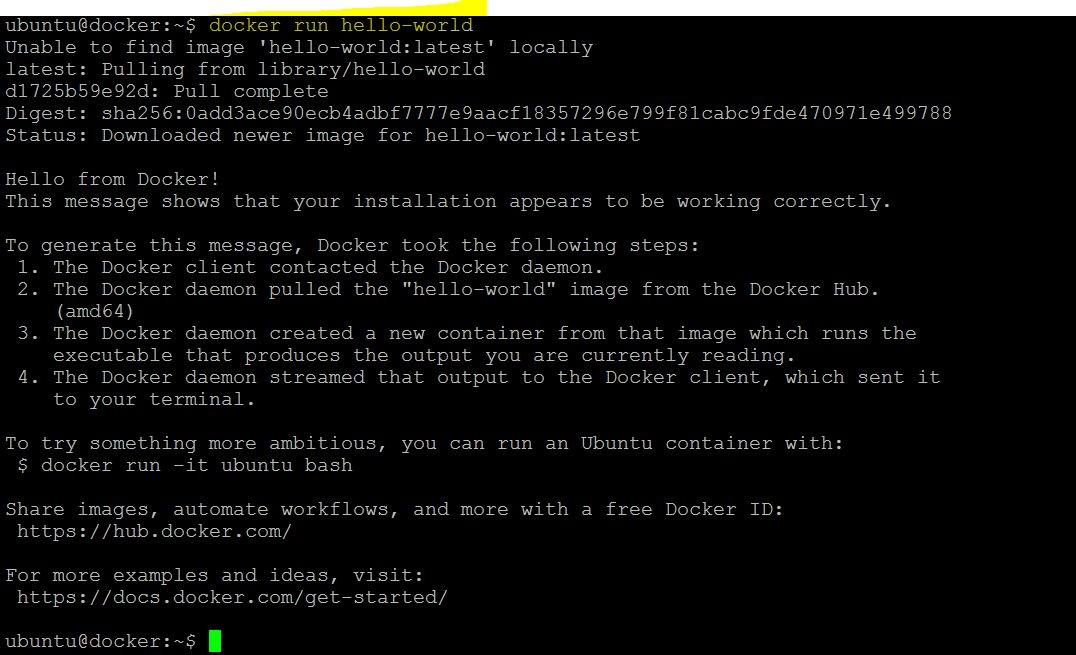 ubuntu@docker:~$ docker run hello-world
Unable to find image 'hello-world:latest' locally
latest: Pulling from library/hello-world
d1725b59e92d: Pull complete
Digest: sha256:0add3ace90ecb4adbf7777e9aacf18357296e799f81cabc9fde470971e499788
Status: Downloaded newer image for hello-world:latest

Hello from Docker!
This message shows that your installation appears to be working correctly.

To generate this message, Docker took the following steps:
 1. The Docker client contacted the Docker daemon.
 2. The Docker daemon pulled the "hello-world" image from the Docker Hub.
    (amd64)
 3. The Docker daemon created a new container from that image which runs the
    executable that produces the output you are currently reading.
 4. The Docker daemon streamed that output to the Docker client, which sent it
    to your terminal.

To try something more ambitious, you can run an Ubuntu container with:
 $ docker run -it ubuntu bash

Share images, automate workflows, and more with a free Docker ID:
 https://hub.docker.com/

For more examples and ideas, visit:
 https://docs.docker.com/get-started/

ubuntu@docker:~$